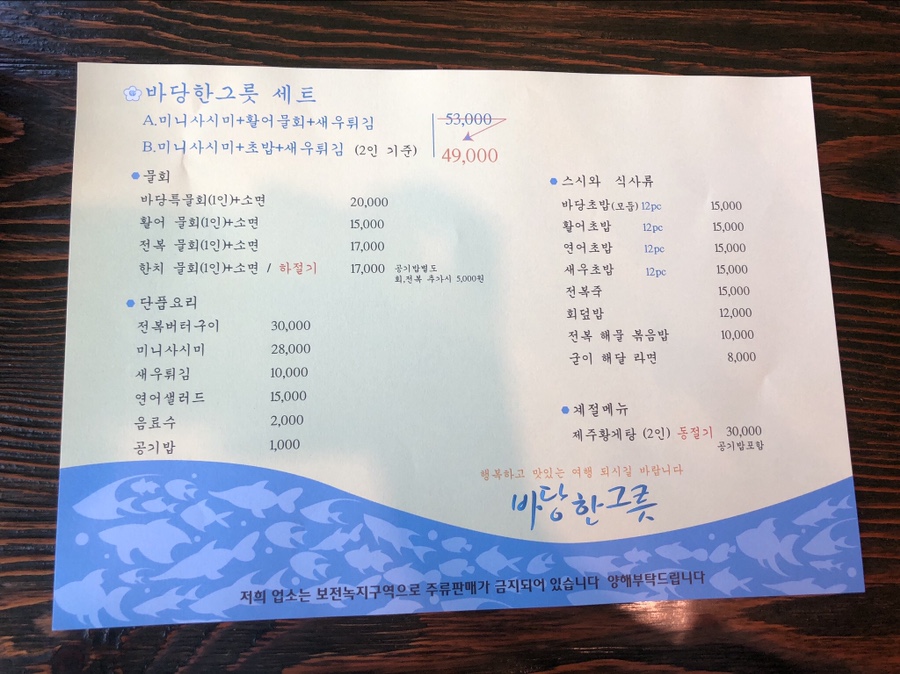 바당한그릇 세트
A.미니사시미+활어물회+새우튀김
B.미니사시미+초밥+새우튀김 (2인 기준)
53,000
49,000
물회
바당특물회(1인)+소면 20,000
활어 물회(1인)+소면 15,000
전복 물회(1인)+소면 17,000
한치 물회(1인)+소면 / 하절기 17,000 공기밥별도
회,전복 추가시 5,000원
단품요리
전복버터구이 30,000
미니사시미 28,000
새우튀김 10,000
연어샐러드 15,000
음료수 2,000
공기밥 1,000
스시와 식사류
바당초밥(모듬) 12pc 15,000
활어초밥 12pc 15,000
연어초밥 12pc 15,000
새우초밥 12pc 15,000
전복죽 15,000
회덮밥 12,000
전복 해물 볶음밥 10,000
굳이 해달 라면 8,000
계절메뉴
제주황게탕 (2인) 동절기 30,000
공기밥포함
행복하고 맛있는 여행 되시길 바랍니다
바당한그릇
저희 업소는 보전녹지구역으로 주류판매가 금지되어 있습니다 양해부탁드립니다